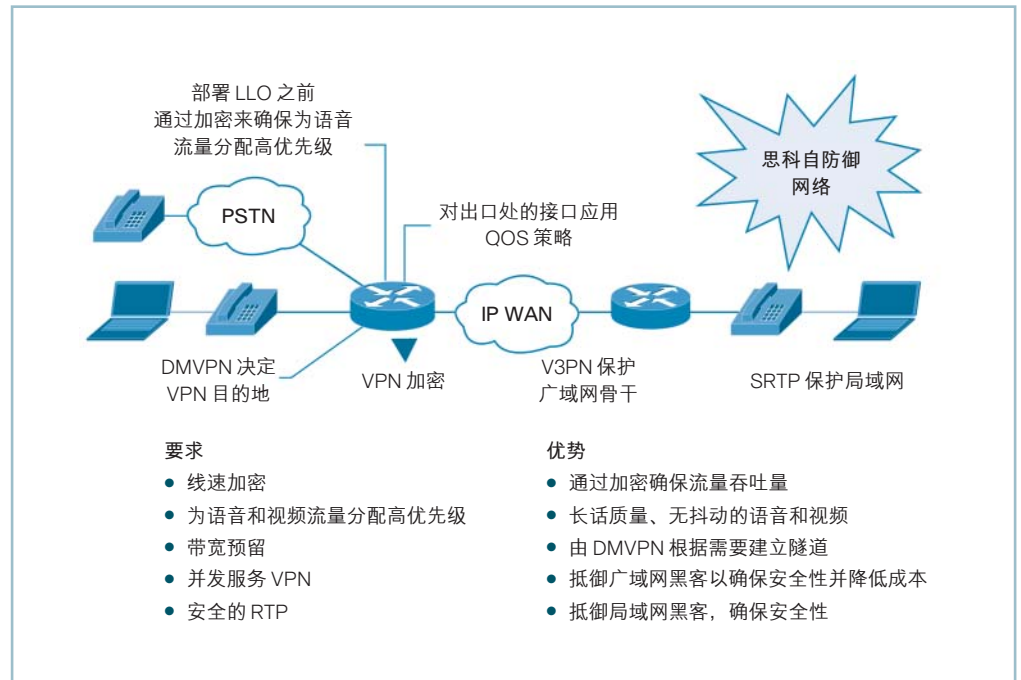 部署 LLO 之前
通过加密来确保为语音
流量分配高优先级
思科自防御
网络
PSTN
对出口处的接口应用
QOS 策略
IP WAN
DMVPN 决定
VPN 目的地
VPN 加密
V3PN 保护
广域网骨干
SRTP 保护局域网
要求
• 线速加密
• 为语音和视频流量分配高优先级
• 带宽预留
• 并发服务 VPN
• 安全的 RTP
优势
• 通过加密确保流量吞吐量
• 长话质量、无抖动的语音和视频
• 由 DMVPN 根据需要建立隧道
• 抵御广域网黑客以确保安全性并降低成本
• 抵御局域网黑客，确保安全性